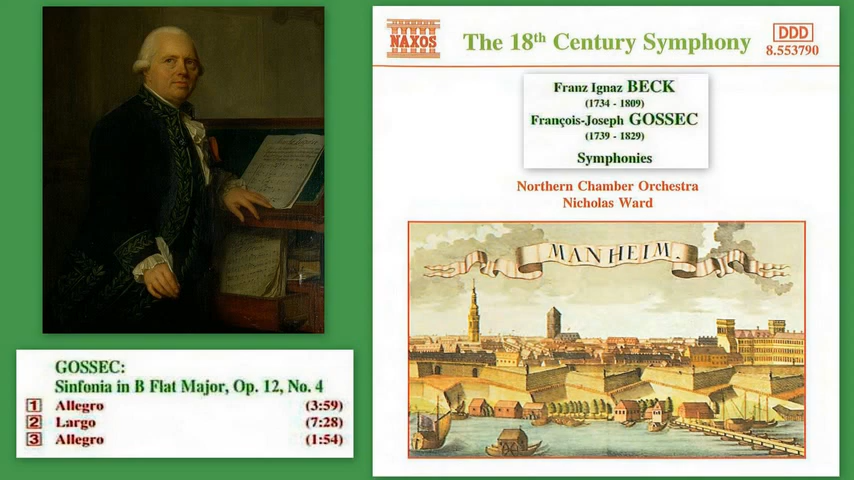 NAXOS
The 18th Century Symphony
DDD
8.553790
Franz Ignaz BECK
(1734 - 1809)
François-Joseph GOSSEC
(1739 - 1829)
Symphonies
Northern Chamber Orchestra
Nicholas Ward
MANHEIM.
GOSSEC:
Sinfonia in B Flat Major, Op. 12, No. 4
1 Allegro (3:59)
2 Largo (7:28)
3 Allegro (1:54)